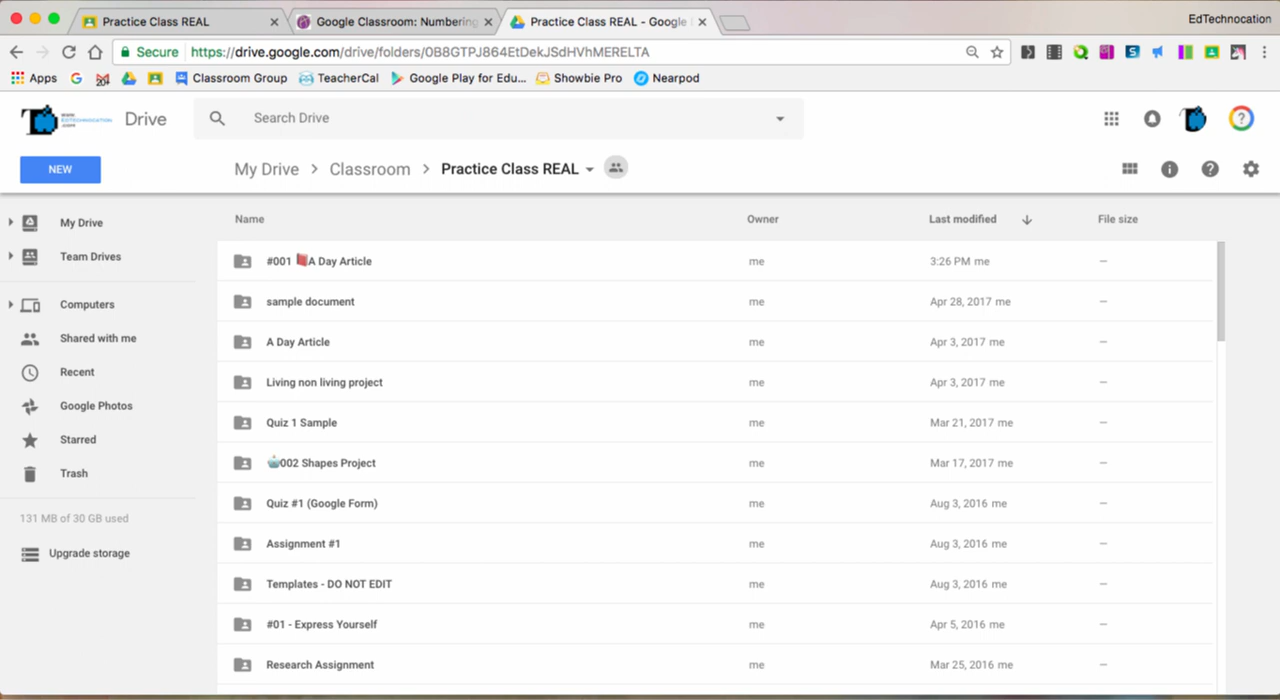 Practice Class REAL
Google Classroom: Numbering
Practice Class REAL - Google
EdTechnocation
Secure https://drive.google.com/drive/folders/0B8GTPJ864EtDekJSdHVhMERELTA
Apps Classroom Group TeacherCal Google Play for Edu... Showbie Pro Nearpod
Drive Search Drive
NEW My Drive > Classroom > Practice Class REAL
Name Owner Last modified File size
My Drive
Team Drives
Computers
Shared with me
Recent
Google Photos
Starred
Trash
131 MB of 30 GB used
Upgrade storage
#001 📕A Day Article me 3:26 PM me –
sample document me Apr 28, 2017 me –
A Day Article me Apr 3, 2017 me –
Living non living project me Apr 3, 2017 me –
Quiz 1 Sample me Mar 21, 2017 me –
002 Shapes Project me Mar 17, 2017 me –
Quiz #1 (Google Form) me Aug 3, 2016 me –
Assignment #1 me Aug 3, 2016 me –
Templates - DO NOT EDIT me Aug 3, 2016 me –
#01 - Express Yourself me Apr 5, 2016 me –
Research Assignment me Mar 25, 2016 me –